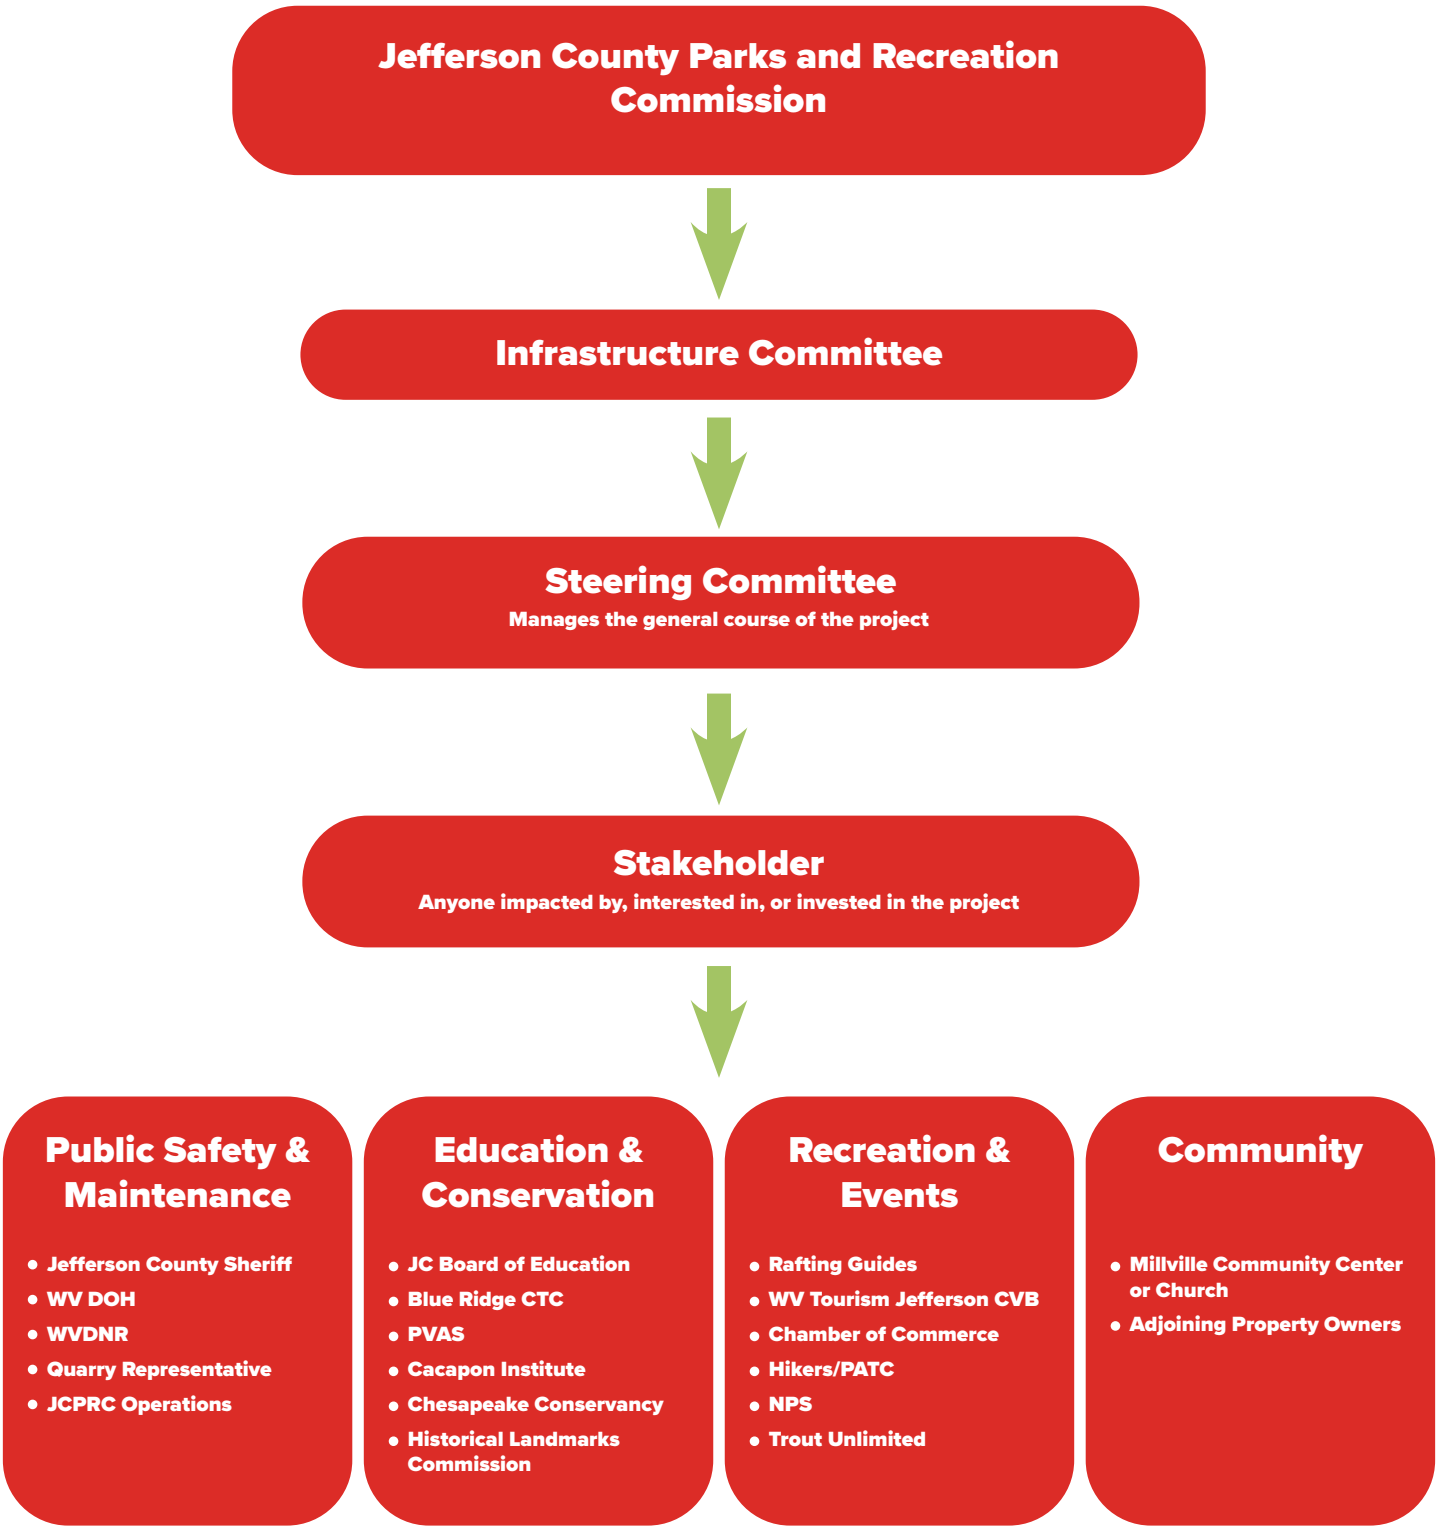 Jefferson County Parks and Recreation
Commission
Infrastructure Committee
Steering Committee
Manages the general course of the project
Stakeholder
Anyone impacted by, interested in, or invested in the project
Public Safety &
Maintenance
• Jefferson County Sheriff
• WV DOH
• WVDNR
• Quarry Representative
• JCPRC Operations
Education &
Conservation
• JC Board of Education
• Blue Ridge CTC
• PVAS
• Cacapon Institute
• Chesapeake Conservancy
• Historical Landmarks
Commission
Recreation &
Events
• Rafting Guides
• WV Tourism Jefferson CVB
• Chamber of Commerce
• Hikers/PATC
• NPS
• Trout Unlimited
Community
• Millville Community Center
or Church
• Adjoining Property Owners